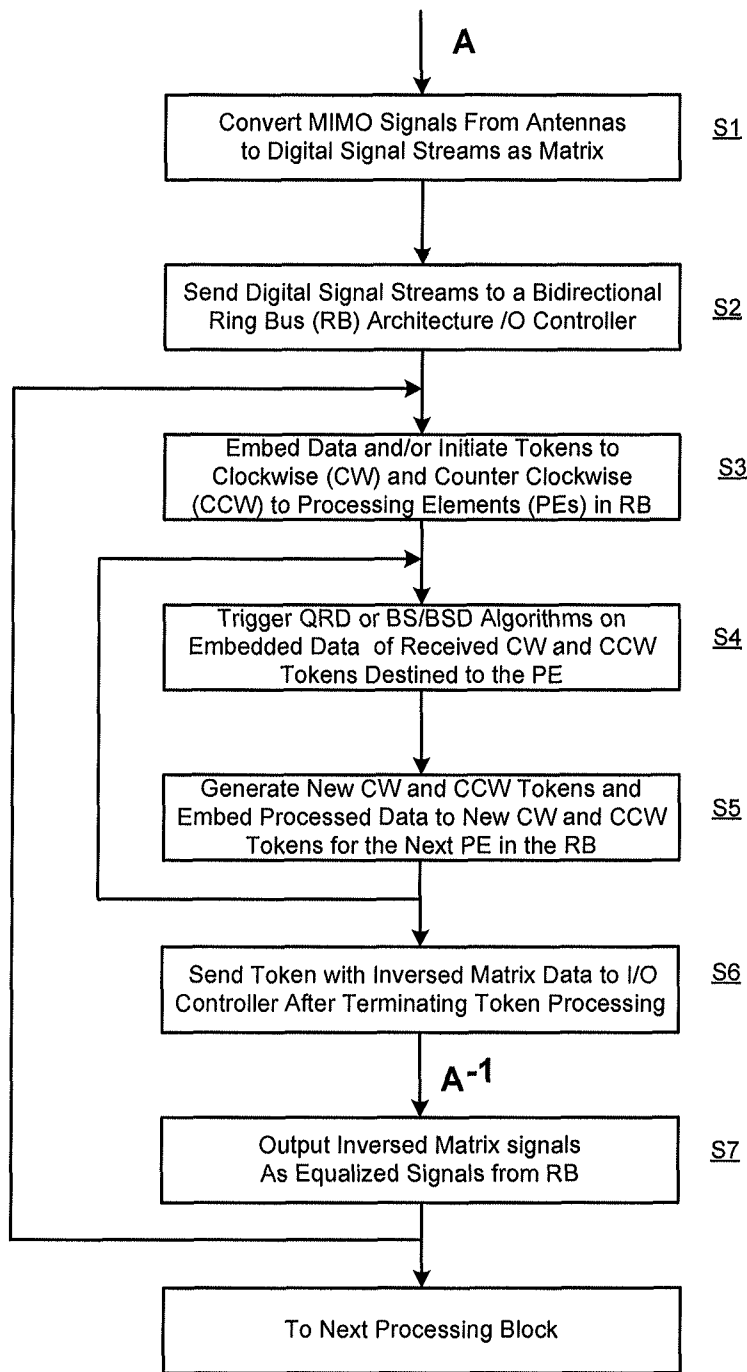 A
Convert MIMO Signals From Antennas
to Digital Signal Streams as Matrix
S1
Send Digital Signal Streams to a Bidirectional
Ring Bus (RB) Architecture /O Controller
S2
Embed Data and/or Initiate Tokens to
Clockwise (CW) and Counter Clockwise
(CCW) to Processing Elements (PEs) in RB
S3
Trigger QRD or BS/BSD Algorithms on
Embedded Data of Received CW and CCW
Tokens Destined to the PE
S4
Generate New CW and CCW Tokens and
Embed Processed Data to New CW and CCW
Tokens for the Next PE in the RB
S5
Send Token with Inversed Matrix Data to I/O
Controller After Terminating Token Processing
S6
A-1
Output Inversed Matrix signals
As Equalized Signals from RB
S7
To Next Processing Block